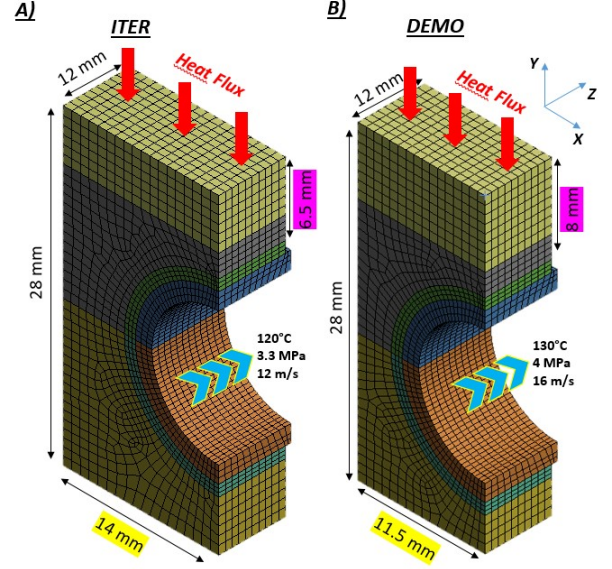 A)
ITER
12 mm
Heat Flux
6.5 mm
28 mm
120°C
3.3 MPa
12 m/s
14 mm
B)
DEMO
12 mm
Heat Flux
Y
Z
X
8 mm
28 mm
130°C
4 MPa
16 m/s
11.5 mm